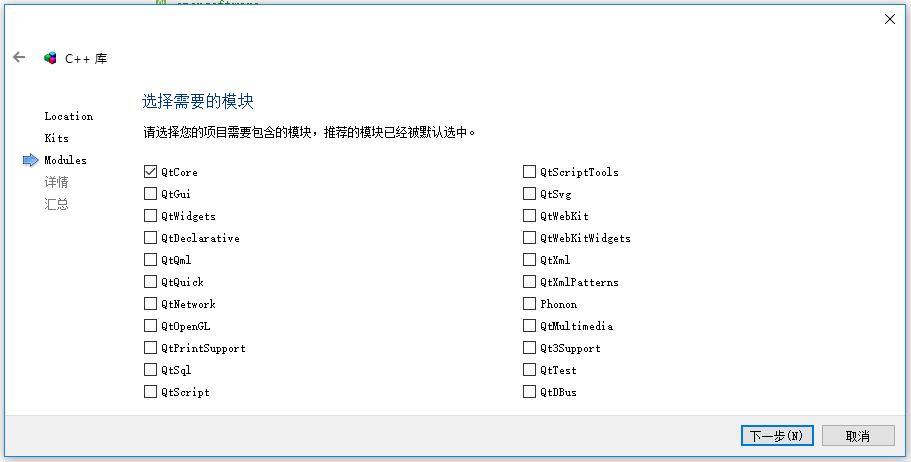 C++ 库
Location
Kits
Modules
详情
汇总
选择需要的模块
请选择您的项目需要包含的模块，推荐的模块已经被默认选中。
QtCore
QtGui
QtWidgets
QtDeclarative
QtQml
QtQuick
QtNetwork
QtOpenGL
QtPrintSupport
QtSql
QtScript
QtScriptTools
QtSvg
QtWebKit
QtWebKitWidgets
QtXml
QtXmlPatterns
Phonon
QtMultimedia
Qt3Support
QtTest
QtDBus
下一步(N)
取消